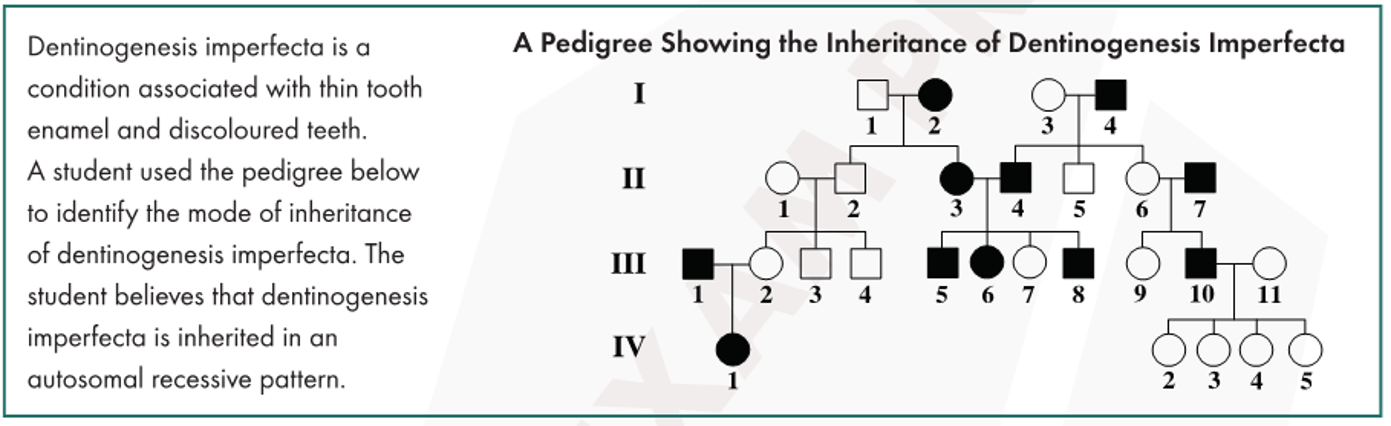 Dentinogenesis imperfecta is a
condition associated with thin tooth
enamel and discoloured teeth.
A student used the pedigree below
to identify the mode of inheritance
of dentinogenesis imperfecta. The
student believes that dentinogenesis
imperfecta is inherited in an
autosomal recessive pattern.
A Pedigree Showing the Inheritance of Dentinogenesis Imperfecta
I
1 2 3 4
II
1 2 3 4 5 6 7
III
1 2 3 4 5 6 7 8 9 10 11
IV
1 2 3 4 5